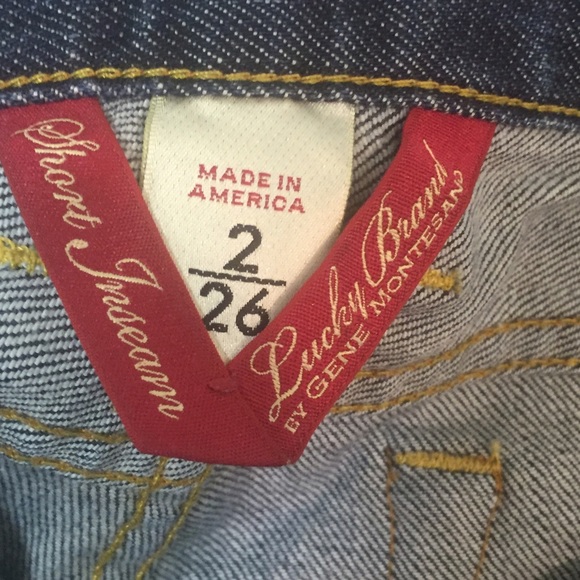 Short Inseam
MADE IN
AMERICA
2
26
Lucky Brand
BY GENE MONTESANO